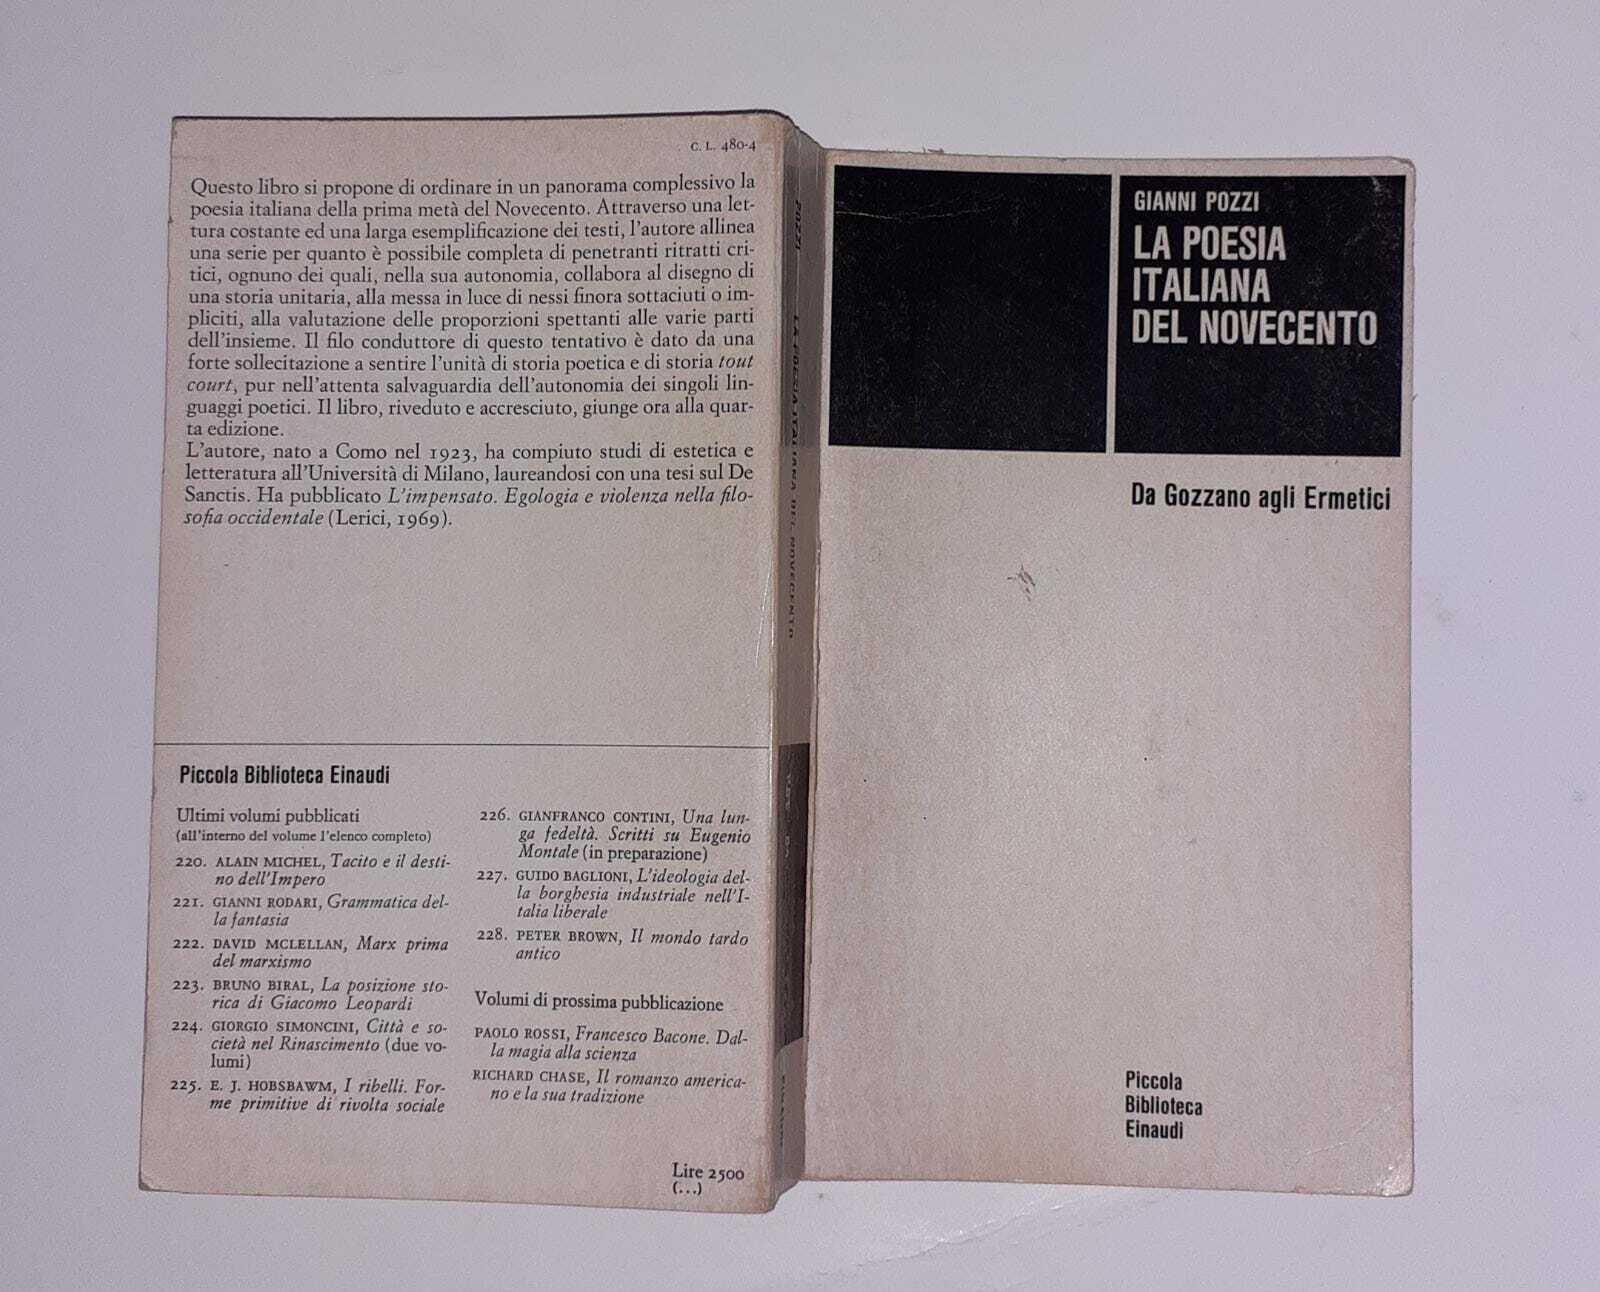 C. L. 480-4
Questo libro si propone di ordinare in un panorama complessivo la
poesia italiana della prima metà del Novecento. Attraverso una let-
tura costante ed una larga esemplificazione dei testi, l'autore allinea
una serie per quanto è possibile completa di penetranti ritratti cri-
tici, ognuno dei quali, nella sua autonomia, collabora al disegno di
una storia unitaria, alla messa in luce di nessi finora sottaciuti o im-
pliciti, alla valutazione delle proporzioni spettanti alle varie parti
dell'insieme. Il filo conduttore di questo tentativo è dato da una
forte sollecitazione a sentire l'unità di storia poetica e di storia tout
court, pur nell'attenta salvaguardia dell'autonomia dei singoli lin-
guaggi poetici. Il libro, riveduto e accresciuto, giunge ora alla quar-
ta edizione.
L'autore, nato a Como nel 1923, ha compiuto studi di estetica e
letteratura all'Università di Milano, laureandosi con una tesi sul De
Sanctis. Ha pubblicato L'impensato. Egologia e violenza nella filo-
sofia occidentale (Lerici, 1969).
Piccola Biblioteca Einaudi
Ultimi volumi pubblicati
(all'interno del volume l'elenco completo)
220. ALAIN MICHEL, Tacito e il desti-
no dell'Impero
221. GIANNI RODARI, Grammatica del-
la fantasia
222. DAVID MCLELLAN, Marx prima
del marxismo
223. BRUNO BIRAL, La posizione sto-
rica di Giacomo Leopardi
224. GIORGIO SIMONCINI, Città e so-
cietà nel Rinascimento (due vo-
lumi)
225. E. J. HOBSBAWM, I ribelli. For-
me primitive di rivolta sociale
226. GIANFRANCO CONTINI, Una lun-
ga fedeltà. Scritti su Eugenio
Montale (in preparazione)
227. GUIDO BAGLIONI, L'ideologia del-
la borghesia industriale nell'I-
talia liberale
228. PETER BROWN, Il mondo tardo
antico
Volumi di prossima pubblicazione
PAOLO ROSSI, Francesco Bacone. Dal-
la magia alla scienza
RICHARD CHASE, Il romanzo america-
no e la sua tradizione
Lire 2500
(...)
POZZI LA POESIA ITALIANA DEL NOVECENTO
GIANNI POZZI
LA POESIA
ITALIANA
DEL NOVECENTO
Da Gozzano agli Ermetici
Piccola
Biblioteca
Einaudi